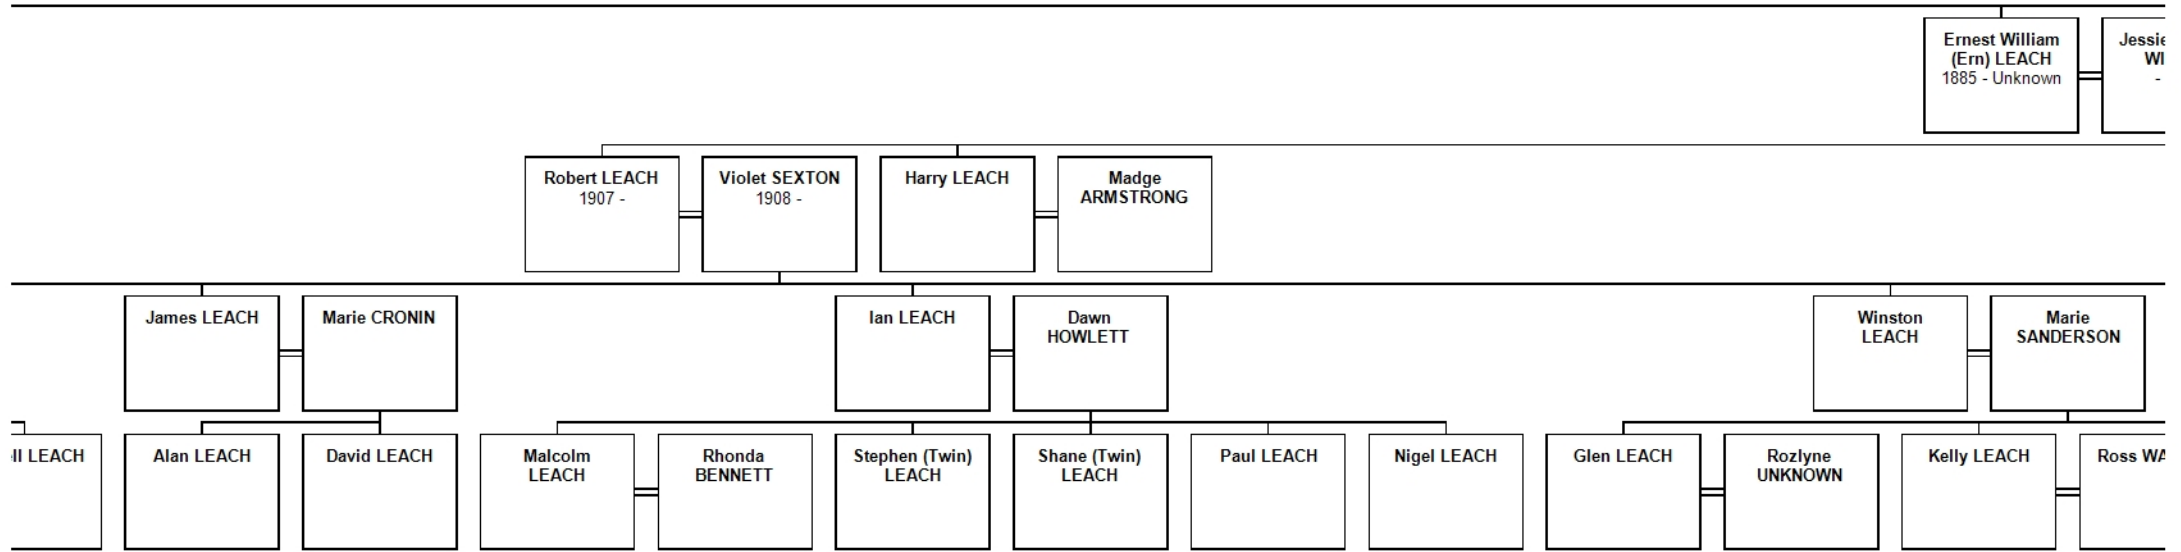 Ernest William
(Ern) LEACH
1885 - Unknown
Robert LEACH
1907 -
Violet SEXTON
1908 -
Harry LEACH
Madge
ARMSTRONG
James LEACH
Marie CRONIN
Ian LEACH
Dawn
HOWLETT
Winston
LEACH
Marie
SANDERSON
LEACH
Alan LEACH
David LEACH
Malcolm
LEACH
Rhonda
BENNETT
Stephen (Twin)
LEACH
Shane (Twin)
LEACH
Paul LEACH
Nigel LEACH
Glen LEACH
Rozlyne
UNKNOWN
Kelly LEACH
Ross